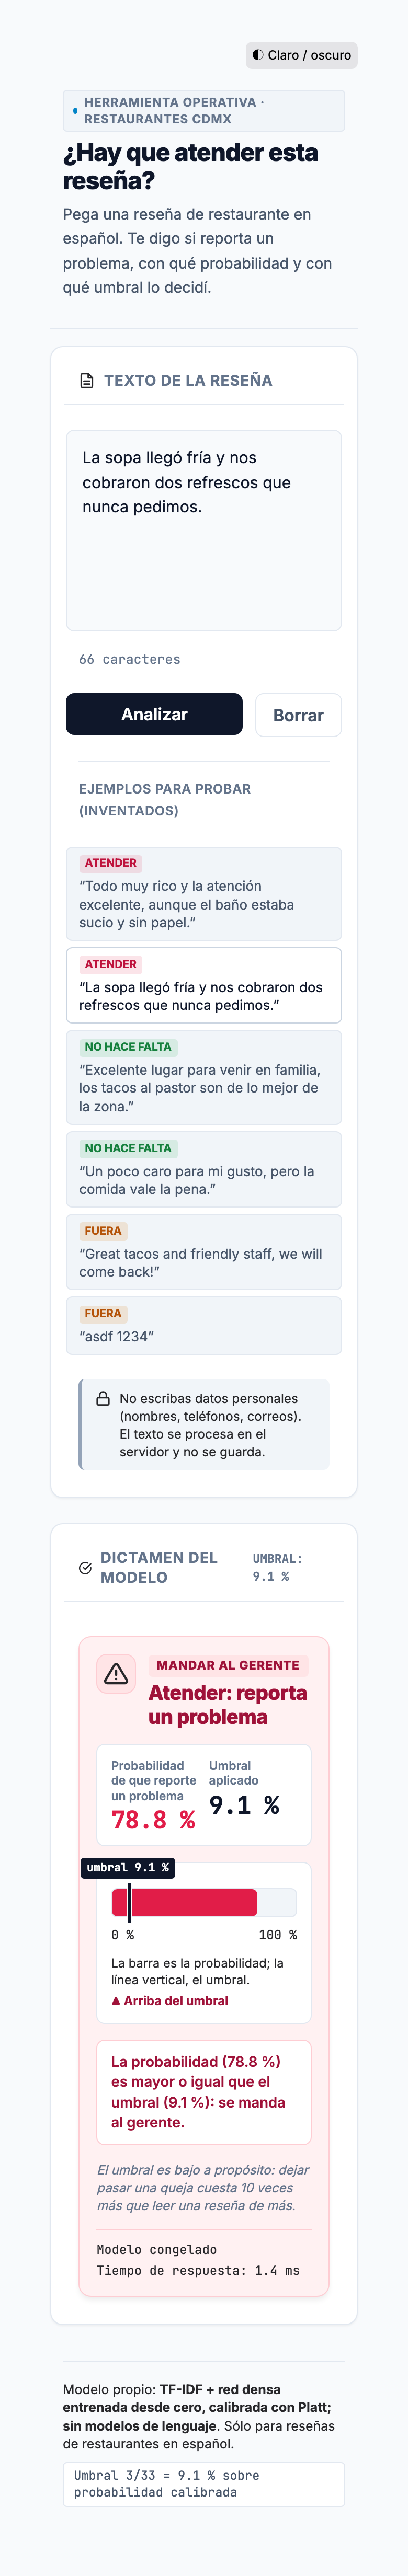 Claro / oscuro
HERRAMIENTA OPERATIVA ·
RESTAURANTES CDMX
¿Hay que atender esta
reseña?
Pega una reseña de restaurante en
español. Te digo si reporta un
problema, con qué probabilidad y con
qué umbral lo decidí.
TEXTO DE LA RESEÑA
La sopa llegó fría y nos
cobraron dos refrescos que
nunca pedimos.
66 caracteres
Analizar
Borrar
EJEMPLOS PARA PROBAR
(INVENTADOS)
ATENDER
“Todo muy rico y la atención
excelente, aunque el baño estaba
sucio y sin papel.”
ATENDER
“La sopa llegó fría y nos cobraron dos
refrescos que nunca pedimos.”
NO HACE FALTA
“Excelente lugar para venir en familia,
los tacos al pastor son de lo mejor de
la zona.”
NO HACE FALTA
“Un poco caro para mi gusto, pero la
comida vale la pena.”
FUERA
“Great tacos and friendly staff, we will
come back!”
FUERA
“asdf 1234”
No escribas datos personales
(nombres, teléfonos, correos).
El texto se procesa en el
servidor y no se guarda.
DICTAMEN DEL
MODELO
UMBRAL:
9.1 %
MANDAR AL GERENTE
Atender: reporta
un problema
Probabilidad
de que reporte
un problema
78.8 %
Umbral
aplicado
9.1 %
umbral 9.1 %
0 %
100 %
La barra es la probabilidad; la
línea vertical, el umbral.
▲ Arriba del umbral
La probabilidad (78.8 %)
es mayor o igual que el
umbral (9.1 %): se manda
al gerente.
El umbral es bajo a propósito: dejar
pasar una queja cuesta 10 veces
más que leer una reseña de más.
Modelo congelado
Tiempo de respuesta: 1.4 ms
Modelo propio: TF-IDF + red densa
entrenada desde cero, calibrada con Platt;
sin modelos de lenguaje. Sólo para reseñas
de restaurantes en español.
Umbral 3/33 = 9.1 % sobre
probabilidad calibrada